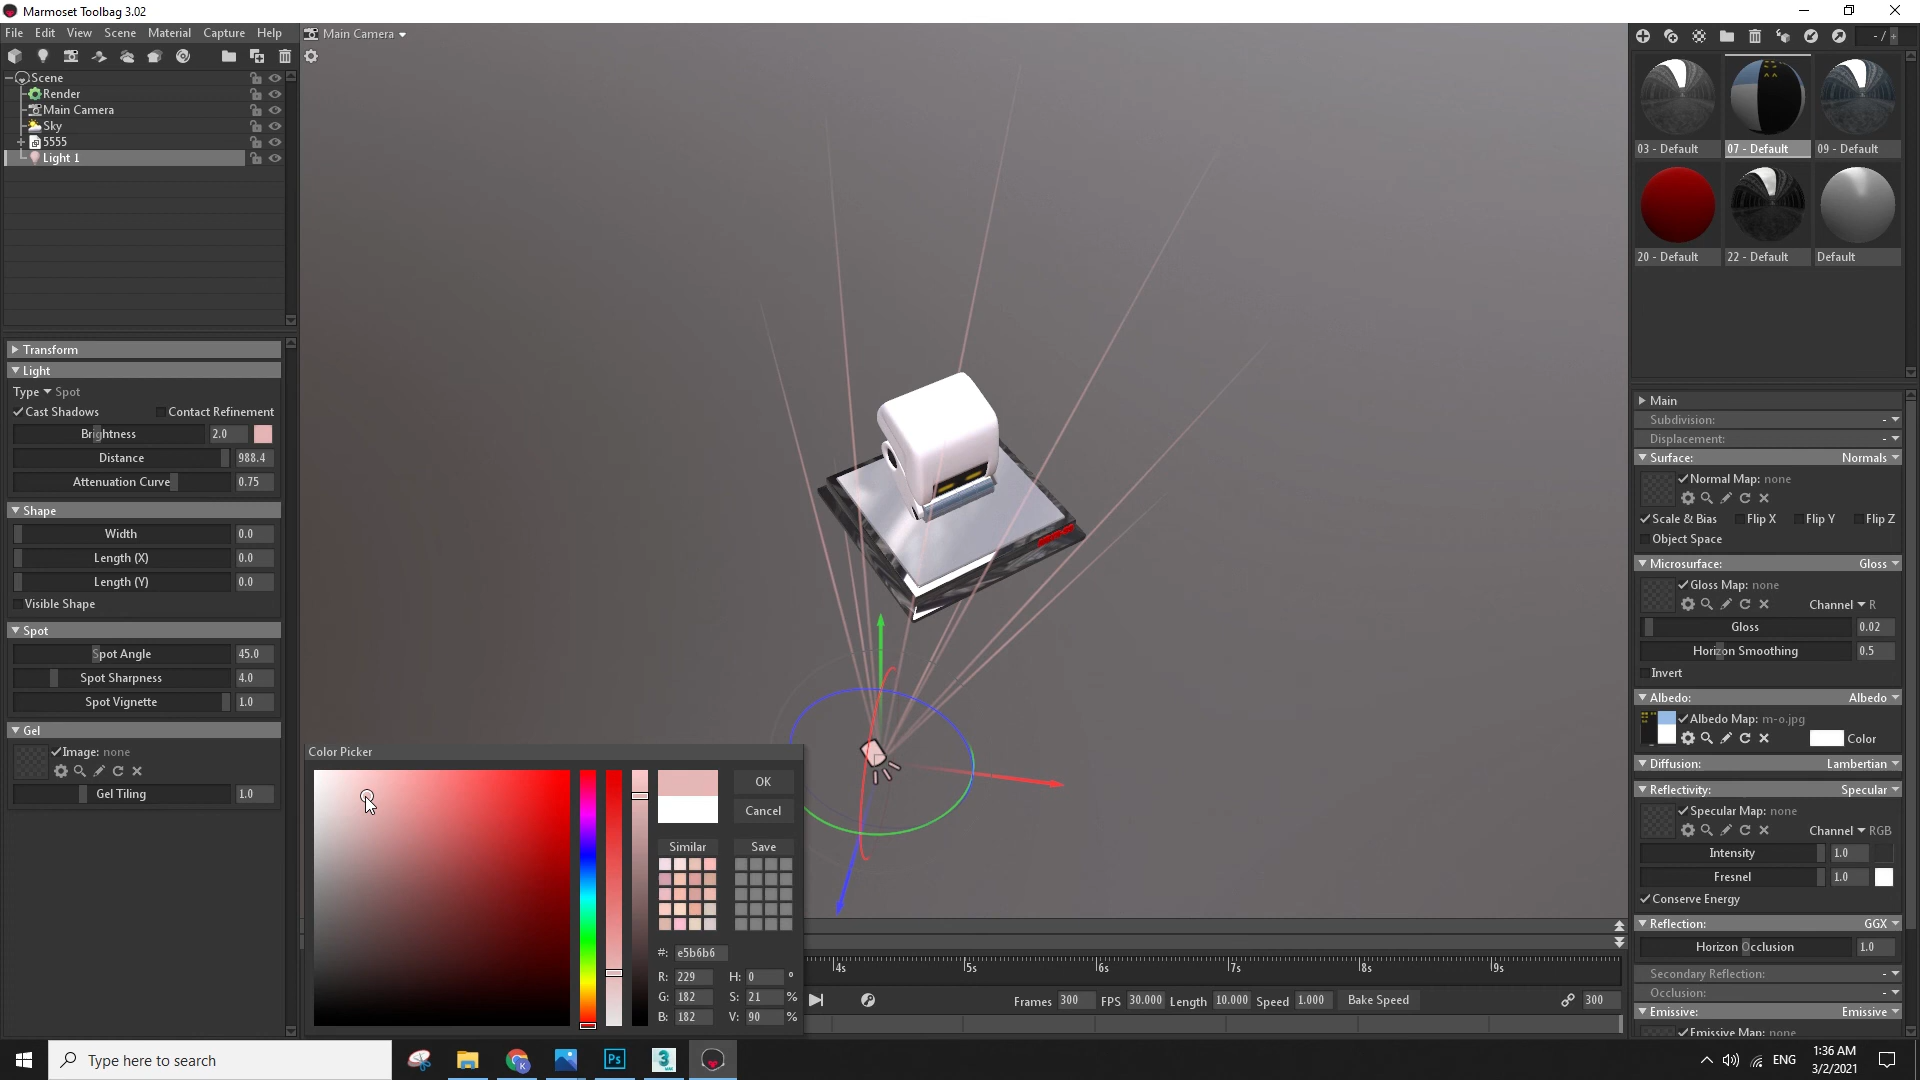 Marmoset Toolbag 3.02
File Edit View Scene Material Capture Help
Main Camera
- / +
Scene
Render
Main Camera
Sky
5555
Light 1
03 - Default
07 - Default
09 - Default
20 - Default
22 - Default
Default
Transform
Light
Type Spot
Cast Shadows Contact Refinement
Brightness 2.0
Distance 988.4
Attenuation Curve 0.75
Shape
Width 0.0
Length (X) 0.0
Length (Y) 0.0
Visible Shape
Spot
Spot Angle 45.0
Spot Sharpness 4.0
Spot Vignette 1.0
Gel
Image: none
Gel Tiling 1.0
Color Picker
OK
Cancel
Similar Save
#: e5b6b6
R: 229 H: 0 °
G: 182 S: 21 %
B: 182 V: 90 %
4s 5s 6s 7s 8s 9s
Frames 300 FPS 30.000 Length 10.000 Speed 1.000 Bake Speed 300
Main
Subdivision: -
Displacement: -
Surface: Normals
Normal Map: none
Scale & Bias Flip X Flip Y Flip Z
Object Space
Microsurface: Gloss
Gloss Map: none
Channel R
Gloss 0.02
Horizon Smoothing 0.5
Invert
Albedo: Albedo
Albedo Map: m-o.jpg
Color
Diffusion: Lambertian
Reflectivity: Specular
Specular Map: none
Channel RGB
Intensity 1.0
Fresnel 1.0
Conserve Energy
Reflection: GGX
Horizon Occlusion 1.0
Secondary Reflection: -
Occlusion: -
Emissive: Emissive
Emissive Map: none
Type here to search
Ps
3
ENG
1:36 AM
3/2/2021